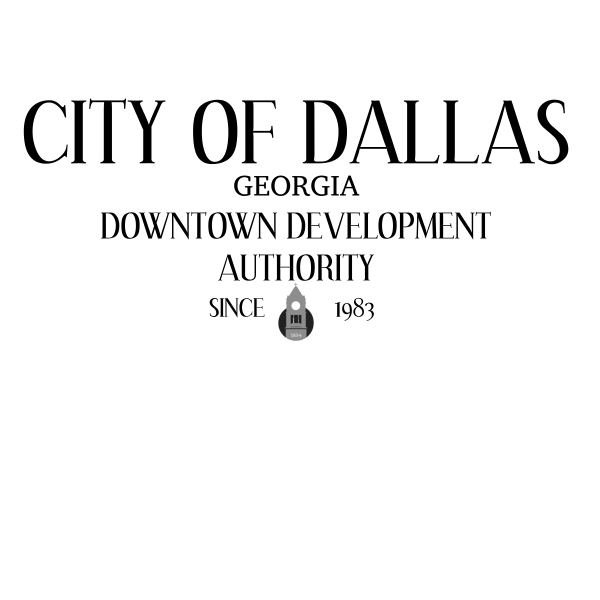 CITY OF DALLAS
GEORGIA
DOWNTOWN DEVELOPMENT
AUTHORITY
SINCE 1983